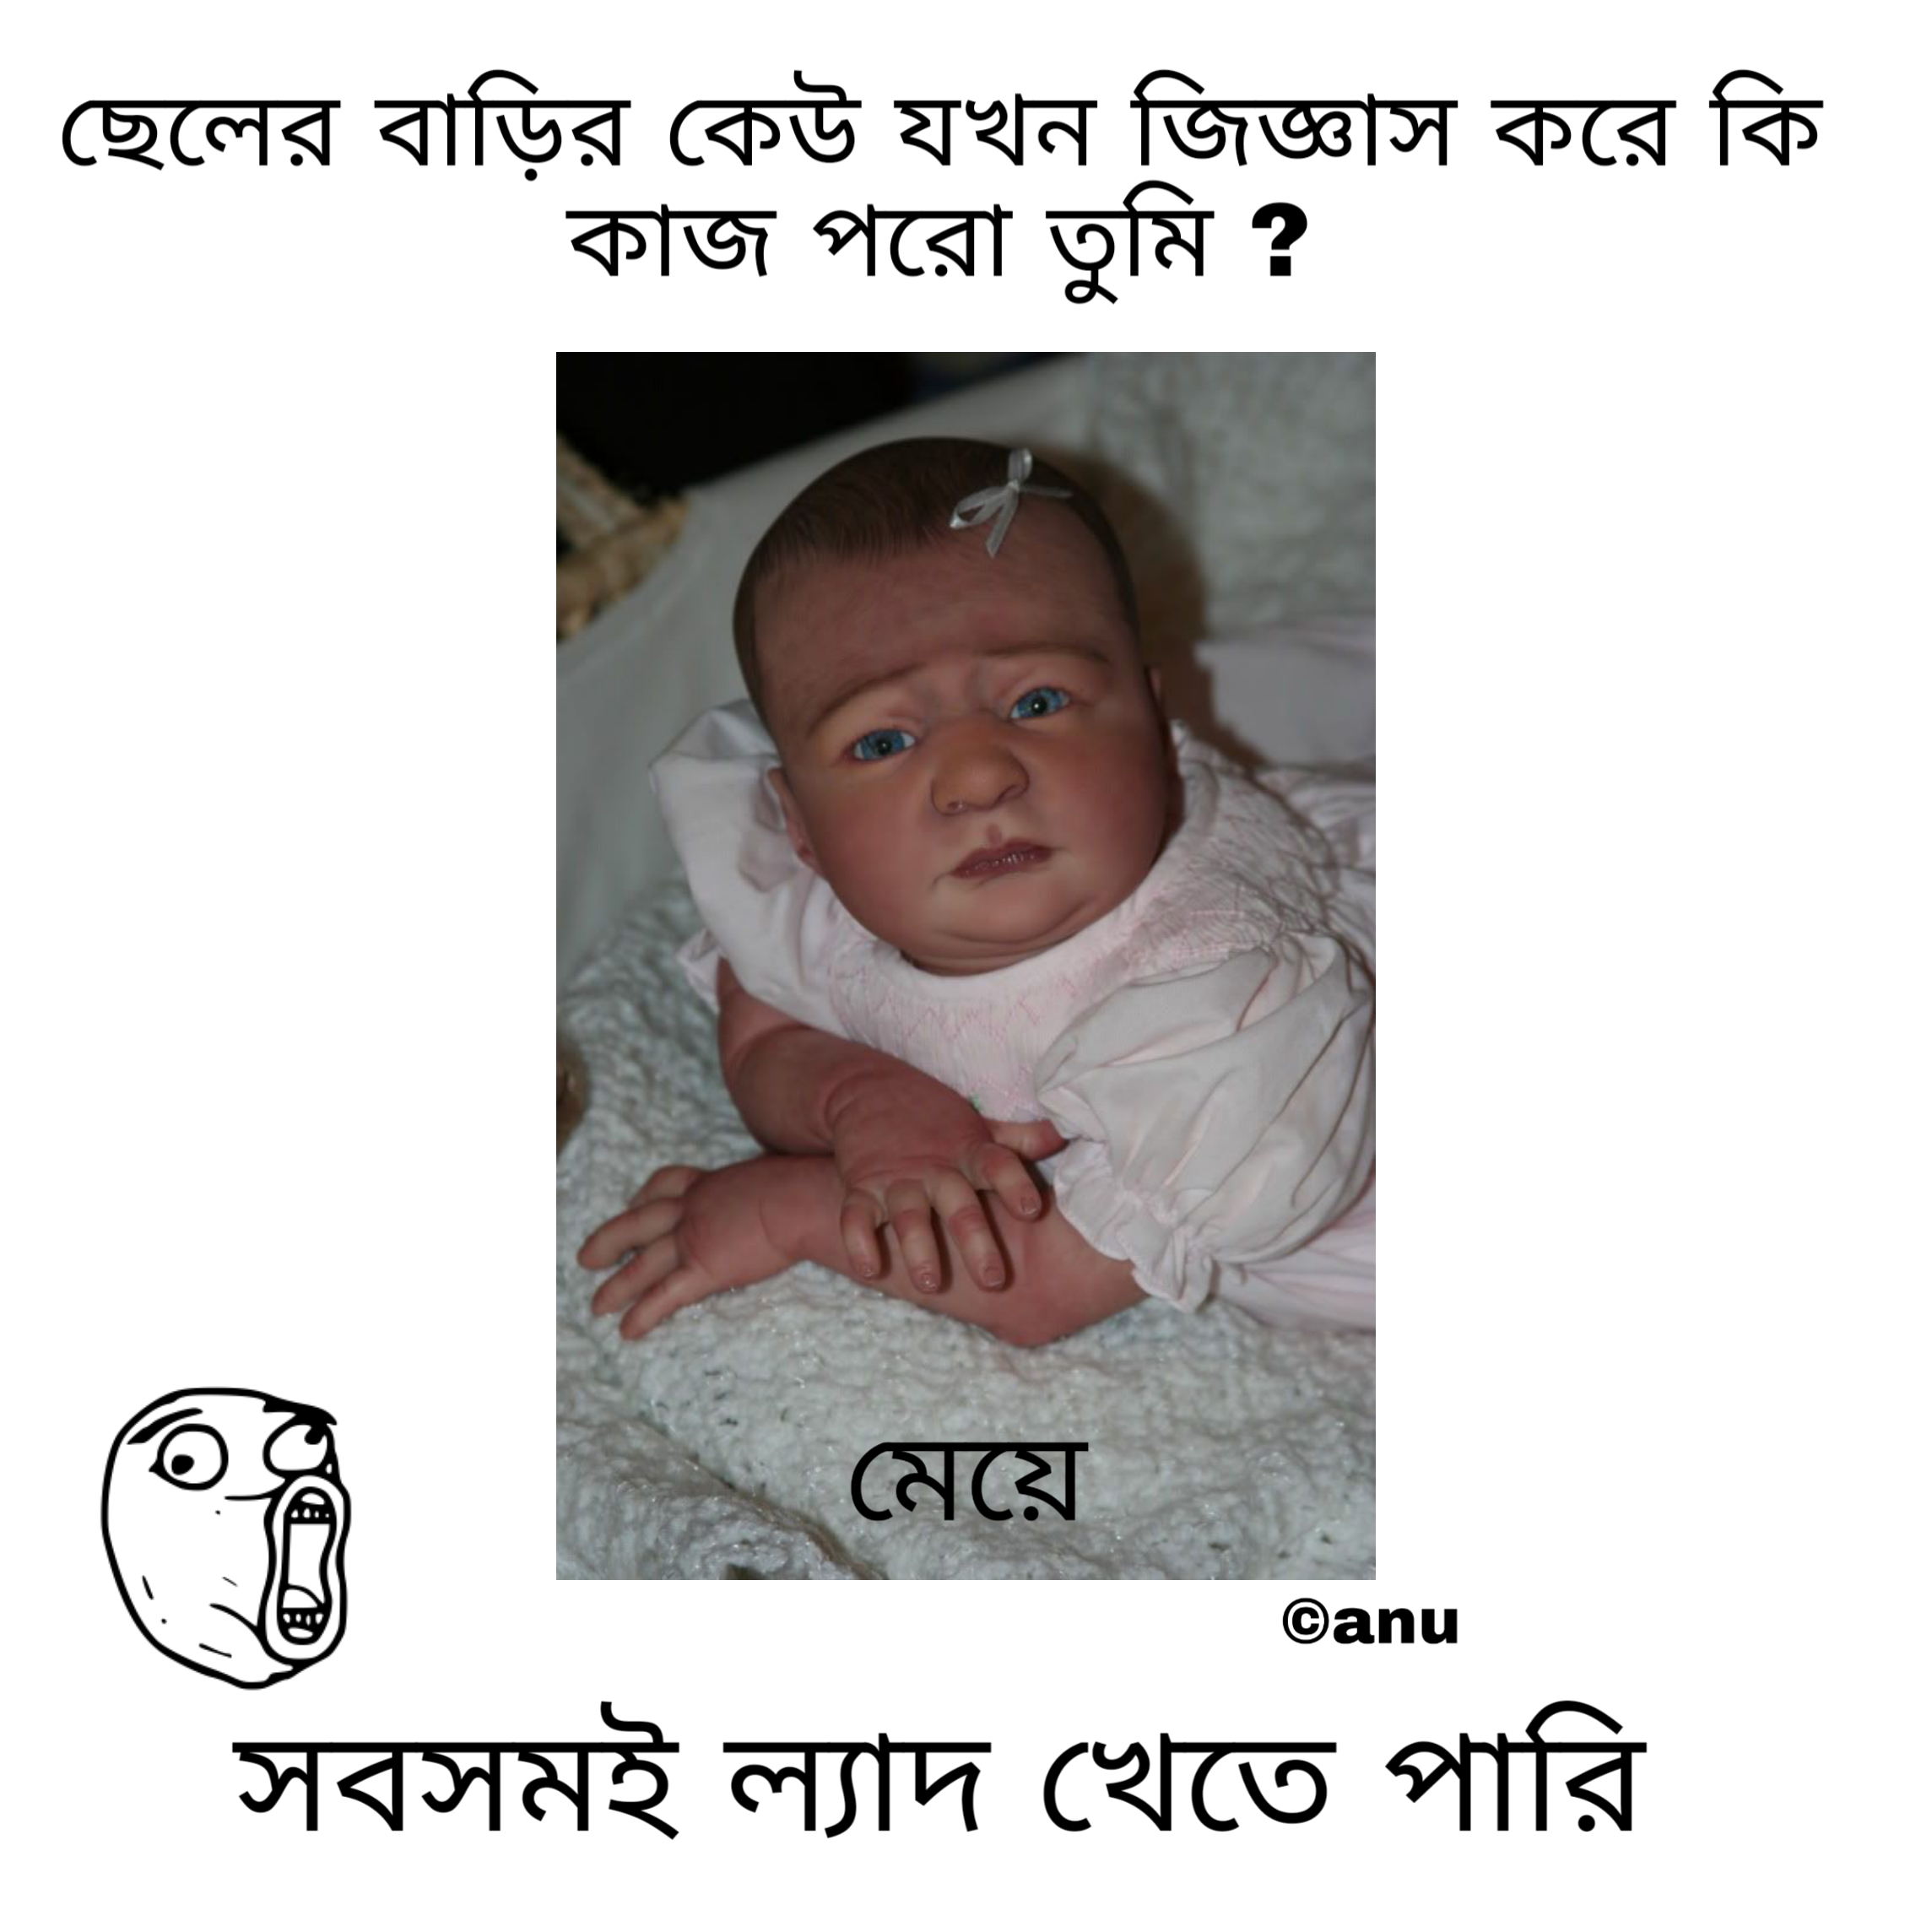 ছেলের বাড়ির কেউ যখন জিজ্ঞাস করে কি
কাজ পরো তুমি ?
মেয়ে
©anu
সবসমই ল্যাদ খেতে পারি